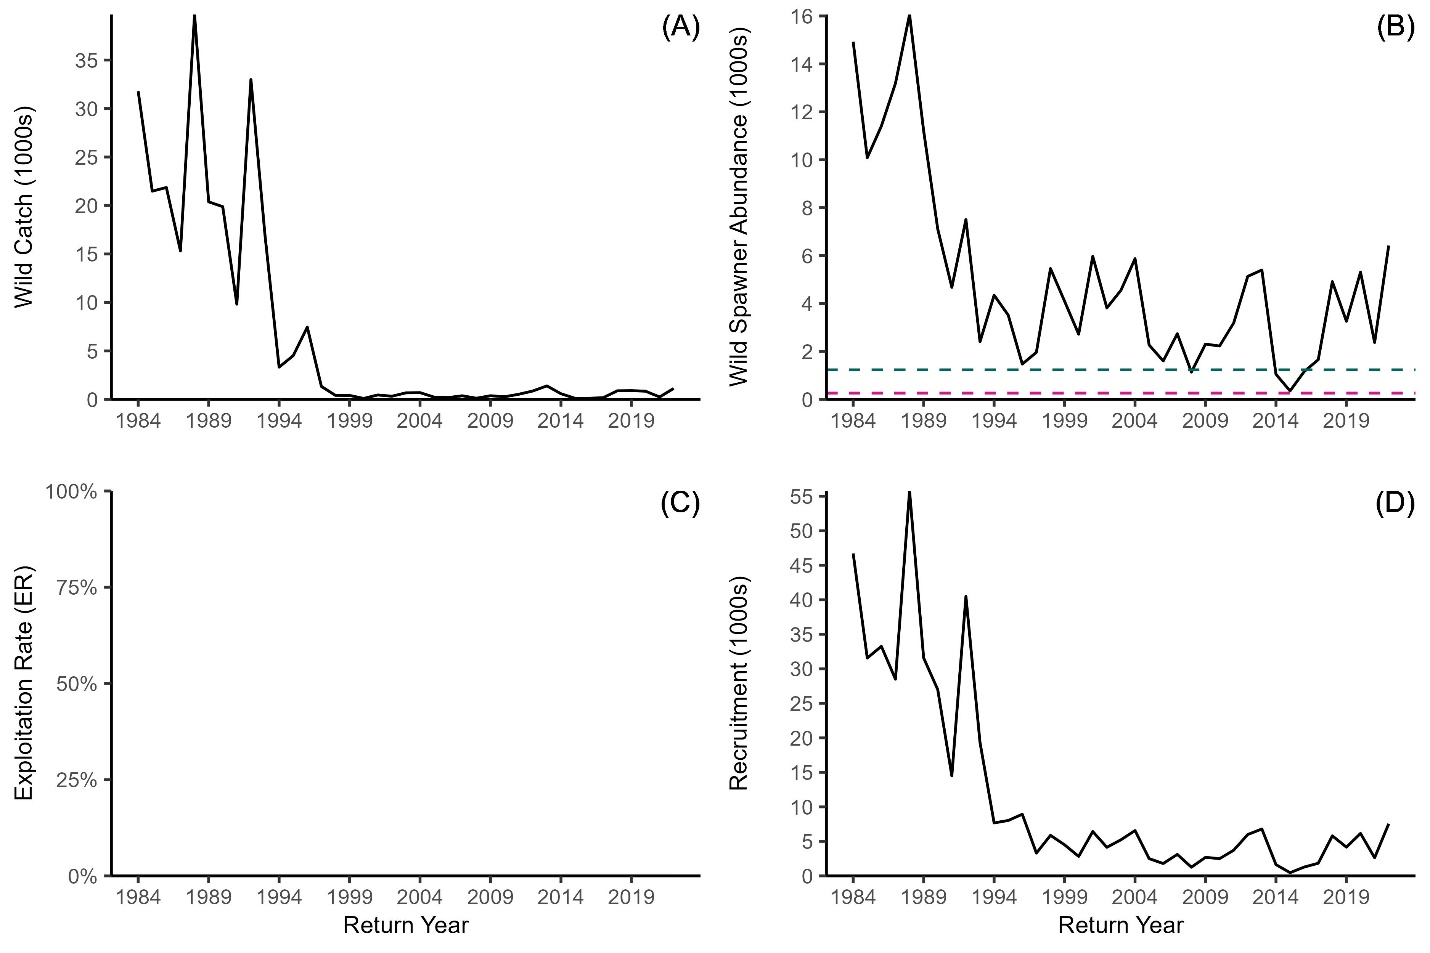 (A)
Wild Catch (1000s)
35
30
25
20
15
10
5
0
1984 1989 1994 1999 2004 2009 2014 2019
(B)
Wild Spawner Abundance (1000s)
16
14
12
10
8
6
4
2
0
1984 1989 1994 1999 2004 2009 2014 2019
(C)
Exploitation Rate (ER)
100%
75%
50%
25%
0%
1984 1989 1994 1999 2004 2009 2014 2019
Return Year
(D)
Recruitment (1000s)
55
50
45
40
35
30
25
20
15
10
5
0
1984 1989 1994 1999 2004 2009 2014 2019
Return Year